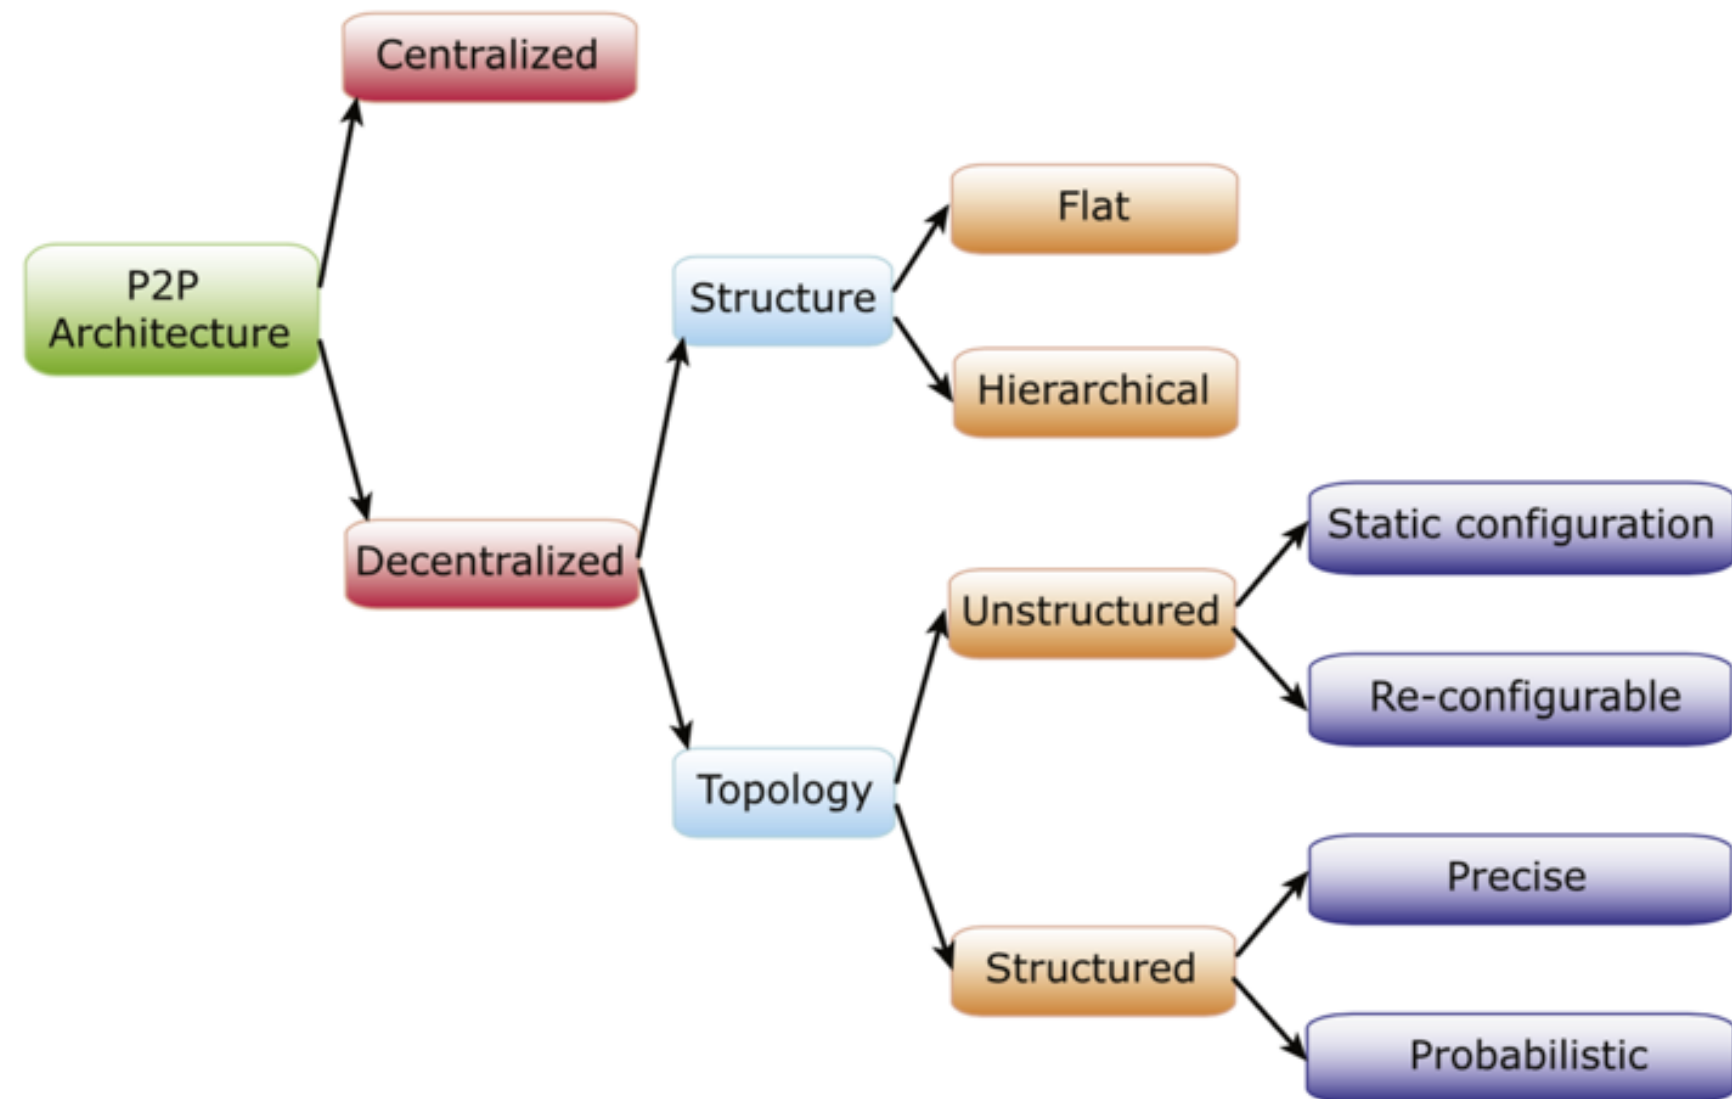 Centralized
Flat
P2P
Architecture
Structure
Hierarchical
Static configuration
Decentralized
Unstructured
Re-configurable
Topology
Precise
Structured
Probabilistic